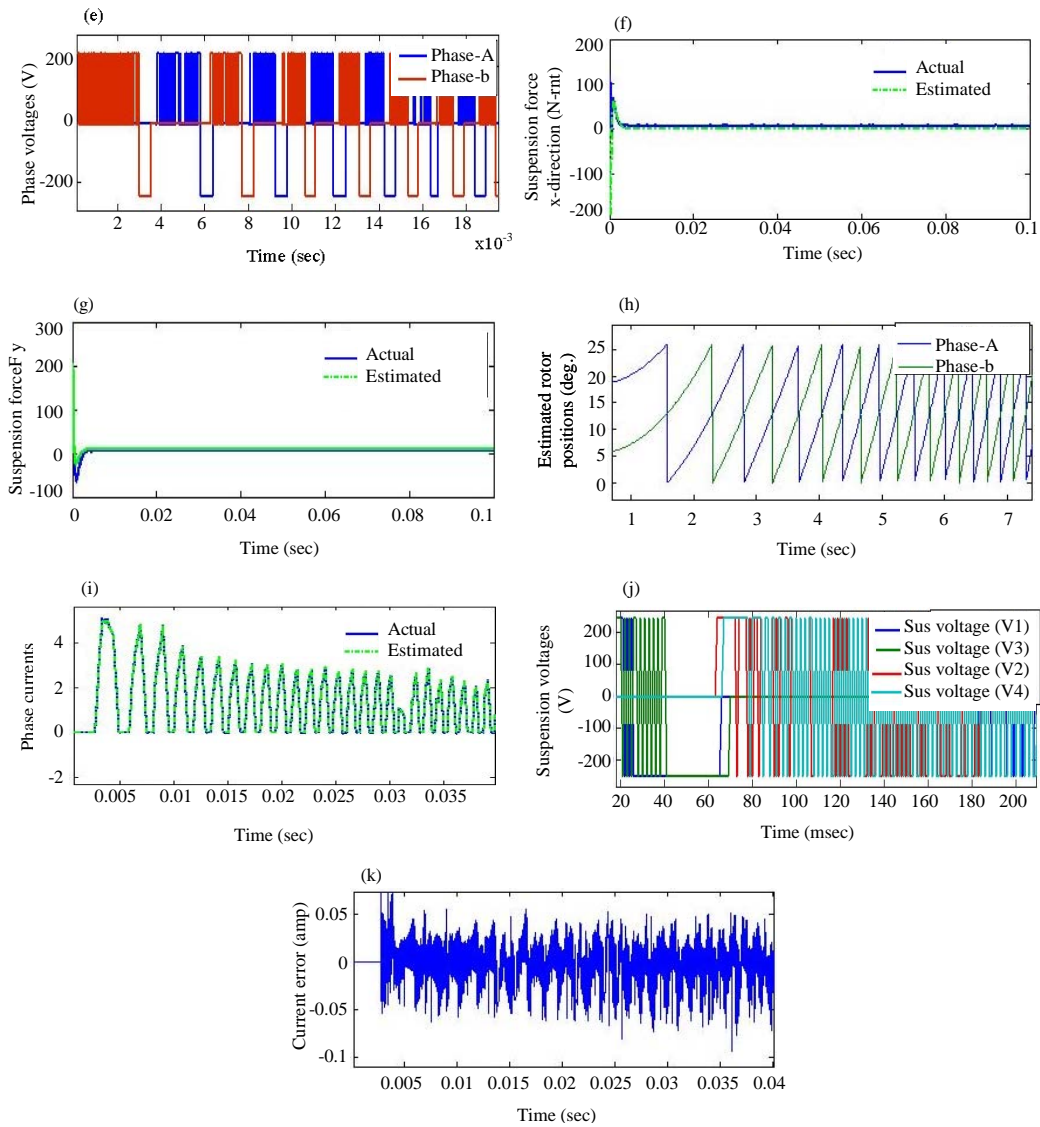 (e)
Phase voltages (V)
200
0
-200
Phase-A
Phase-b
2 4 6 8 10 12 14 16 18
x10-3
Time (sec)
(f)
Suspension force
x-direction (N-rnt)
100
0
-100
-200
Actual
Estimated
0 0.02 0.04 0.06 0.08 0.1
Time (sec)
(g)
Suspension forceF y
300
200
100
0
-100
Actual
Estimated
0 0.02 0.04 0.06 0.08 0.1
Time (sec)
(h)
Estimated rotor
positions (deg.)
25
20
15
10
5
0
Phase-A
Phase-b
1 2 3 4 5 6 7
Time (sec)
(i)
Phase currents
4
2
0
-2
Actual
Estimated
0.005 0.01 0.015 0.02 0.025 0.03 0.035
Time (sec)
(j)
Suspension voltages
(V)
200
100
0
-100
-200
Sus voltage (V1)
Sus voltage (V3)
Sus voltage (V2)
Sus voltage (V4)
20 40 60 80 100 120 140 160 180 200
Time (msec)
(k)
Current error (amp)
0.05
0
-0.05
-0.1
0.005 0.01 0.015 0.02 0.025 0.03 0.035 0.04
Time (sec)